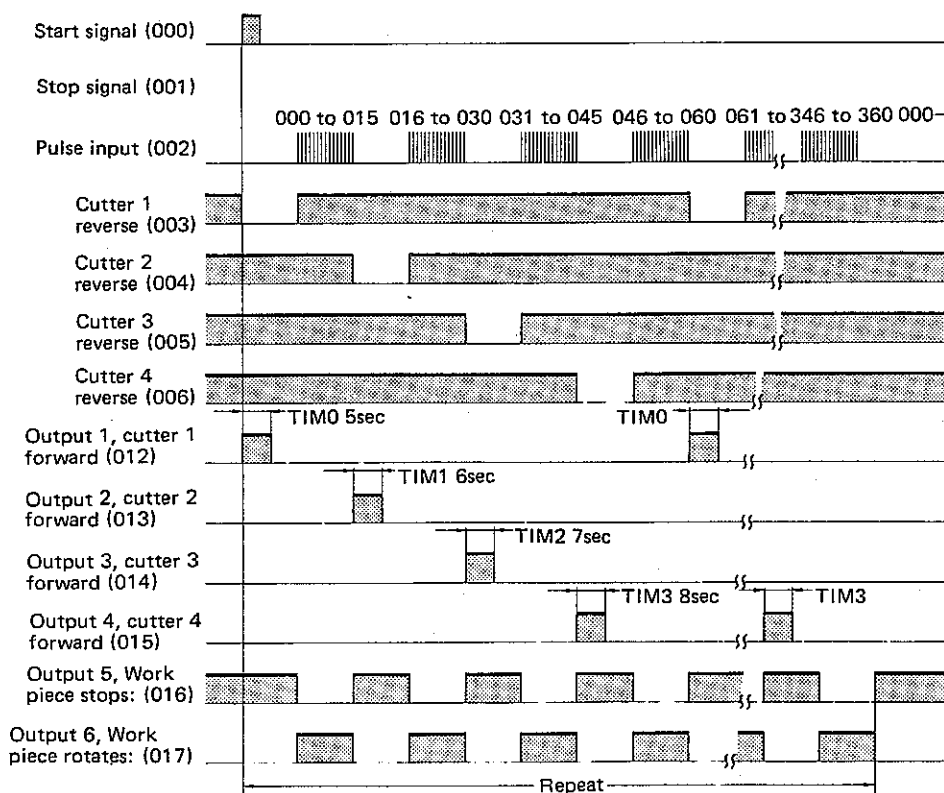 Start signal (000)
Stop signal (001)
000 to 015 016 to 030 031 to 045 046 to 060 061 to 346 to 360 000-
Pulse input (002)
Cutter 1
reverse (003)
Cutter 2
reverse (004)
Cutter 3
reverse (005)
Cutter 4
reverse (006)
TIM0 5sec
TIM0
Output 1, cutter 1
forward (012)
TIM1 6sec
Output 2, cutter 2
forward (013)
TIM2 7sec
Output 3, cutter 3
forward (014)
TIM3 8sec
TIM3
Output 4, cutter 4
forward (015)
Output 5, Work
piece stops: (016)
Output 6, Work
piece rotates: (017)
Repeat